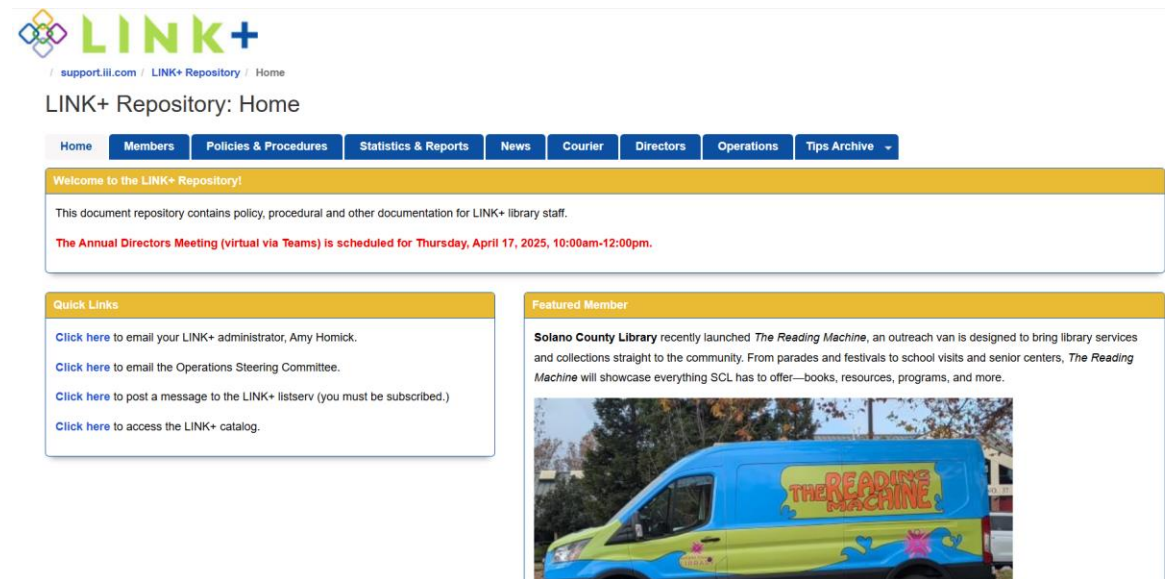 LINK+
/ support.iii.com / LINK+ Repository / Home
LINK+ Repository: Home
Home Members Policies & Procedures Statistics & Reports News Courier Directors Operations Tips Archive
Welcome to the LINK+ Repository!
This document repository contains policy, procedural and other documentation for LINK+ library staff.
The Annual Directors Meeting (virtual via Teams) is scheduled for Thursday, April 17, 2025, 10:00am-12:00pm.
Quick Links
Click here to email your LINK+ administrator, Amy Homick.
Click here to email the Operations Steering Committee.
Click here to post a message to the LINK+ listserv (you must be subscribed.)
Click here to access the LINK+ catalog.
Featured Member
Solano County Library recently launched The Reading Machine, an outreach van is designed to bring library services
and collections straight to the community. From parades and festivals to school visits and senior centers, The Reading
Machine will showcase everything SCL has to offer—books, resources, programs, and more.
THE READING
MACHINE